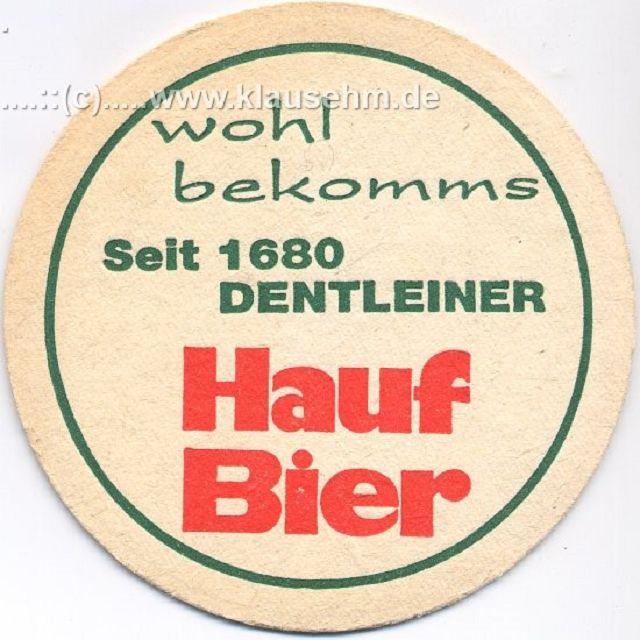 .....::(c).....www.klausehm.de
wohl
bekomms
Seit 1680
DENTLEINER
Hauf
Bier